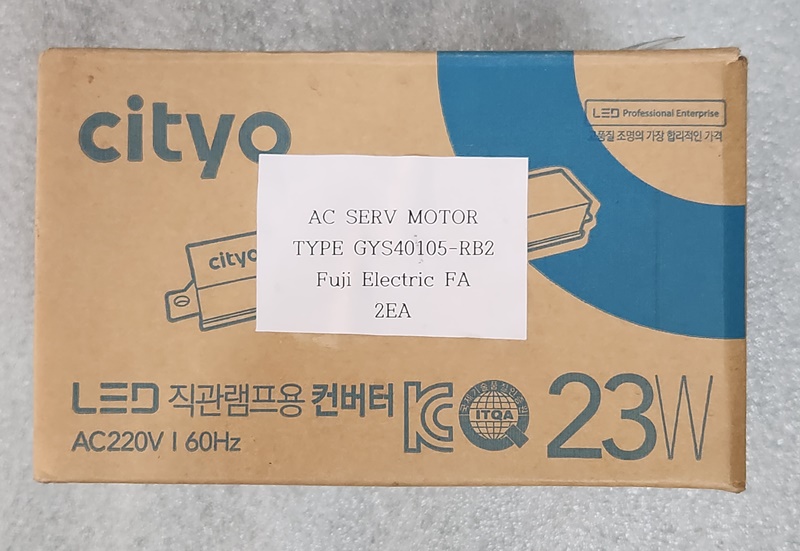 cityo
LED Professional Enterprise
고품질 조명의 가장 합리적인 가격
AC SERV MOTOR
TYPE GYS40105-RB2
Fuji Electric FA
2EA
cityo
LED 직관램프용 컨버터
AC220V | 60Hz
ITQA
23W